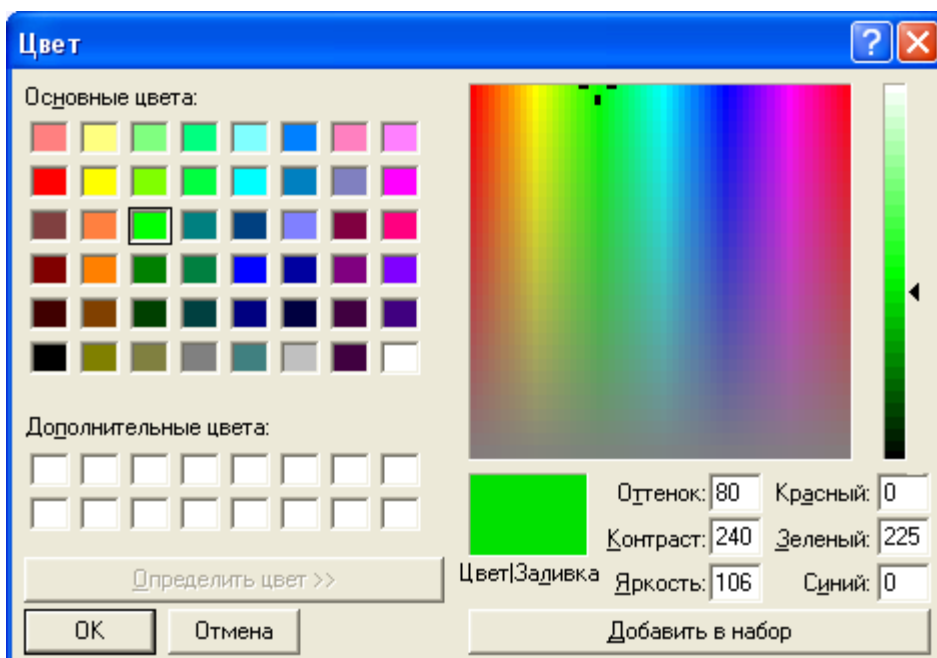 Цвет
Основные цвета:
Дополнительные цвета:
Определить цвет >>
OK
Отмена
Цвет|Заливка
Оттенок: 80
Контраст: 240
Яркость: 106
Красный: 0
Зеленый: 225
Синий: 0
Добавить в набор